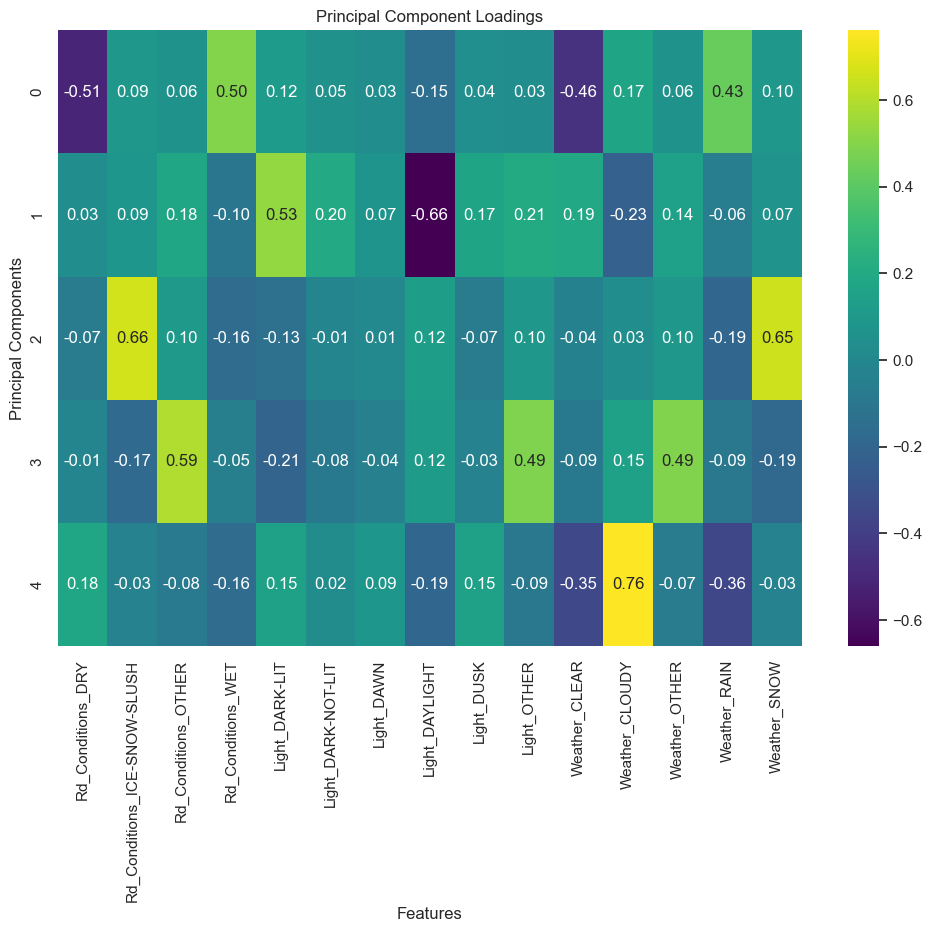 Principal Component Loadings
Principal Components
0
-0.51 0.09 0.06 0.50 0.12 0.05 0.03 -0.15 0.04 0.03 -0.46 0.17 0.06 0.43 0.10
1
0.03 0.09 0.18 -0.10 0.53 0.20 0.07 -0.66 0.17 0.21 0.19 -0.23 0.14 -0.06 0.07
2
-0.07 0.66 0.10 -0.16 -0.13 -0.01 0.01 0.12 -0.07 0.10 -0.04 0.03 0.10 -0.19 0.65
3
-0.01 -0.17 0.59 -0.05 -0.21 -0.08 -0.04 0.12 -0.03 0.49 -0.09 0.15 0.49 -0.09 -0.19
4
0.18 -0.03 -0.08 -0.16 0.15 0.02 0.09 -0.19 0.15 -0.09 -0.35 0.76 -0.07 -0.36 -0.03
Rd_Conditions_DRY
Rd_Conditions_ICE-SNOW-SLUSH
Rd_Conditions_OTHER
Rd_Conditions_WET
Light_DARK-LIT
Light_DARK-NOT-LIT
Light_DAWN
Light_DAYLIGHT
Light_DUSK
Light_OTHER
Weather_CLEAR
Weather_CLOUDY
Weather_OTHER
Weather_RAIN
Weather_SNOW
Features
0.6
0.4
0.2
0.0
−0.2
−0.4
−0.6